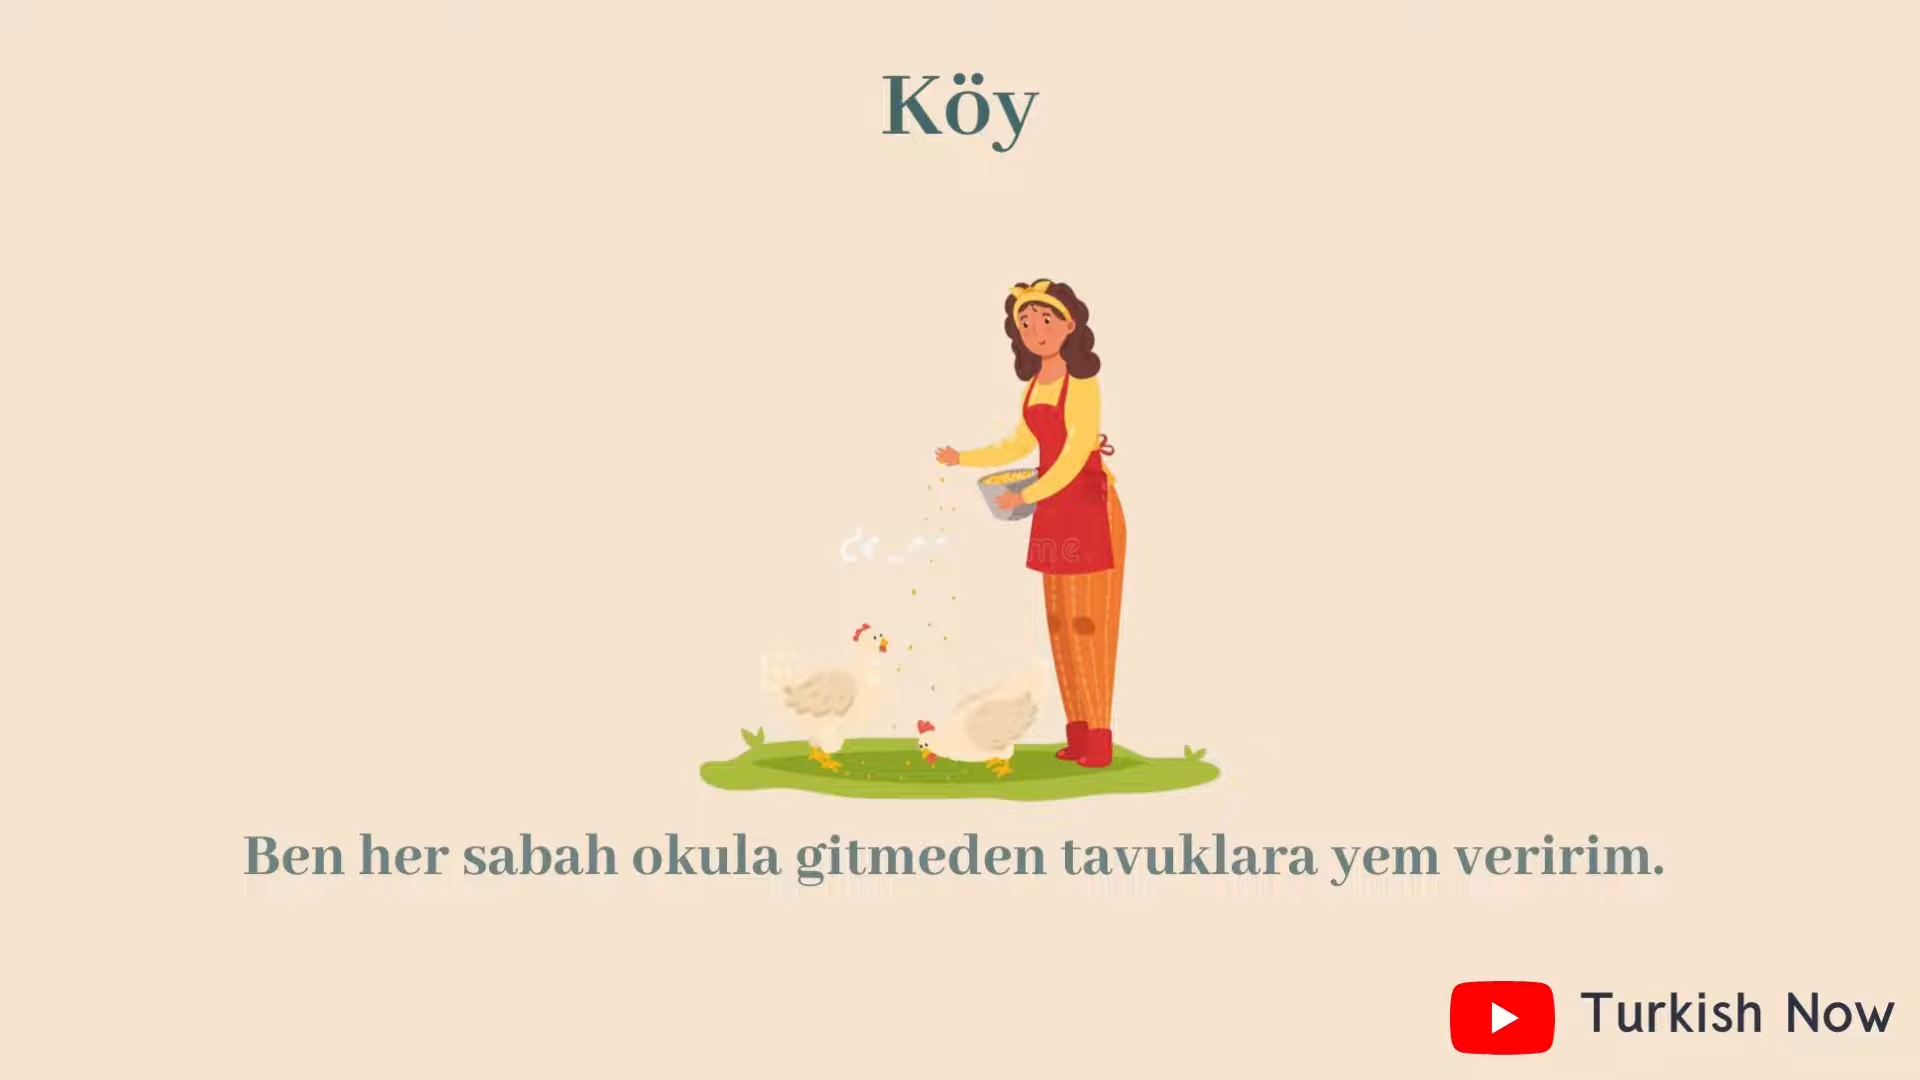 Köy
Ben her sabah okula gitmeden tavuklara yem veririm.
Turkish Now